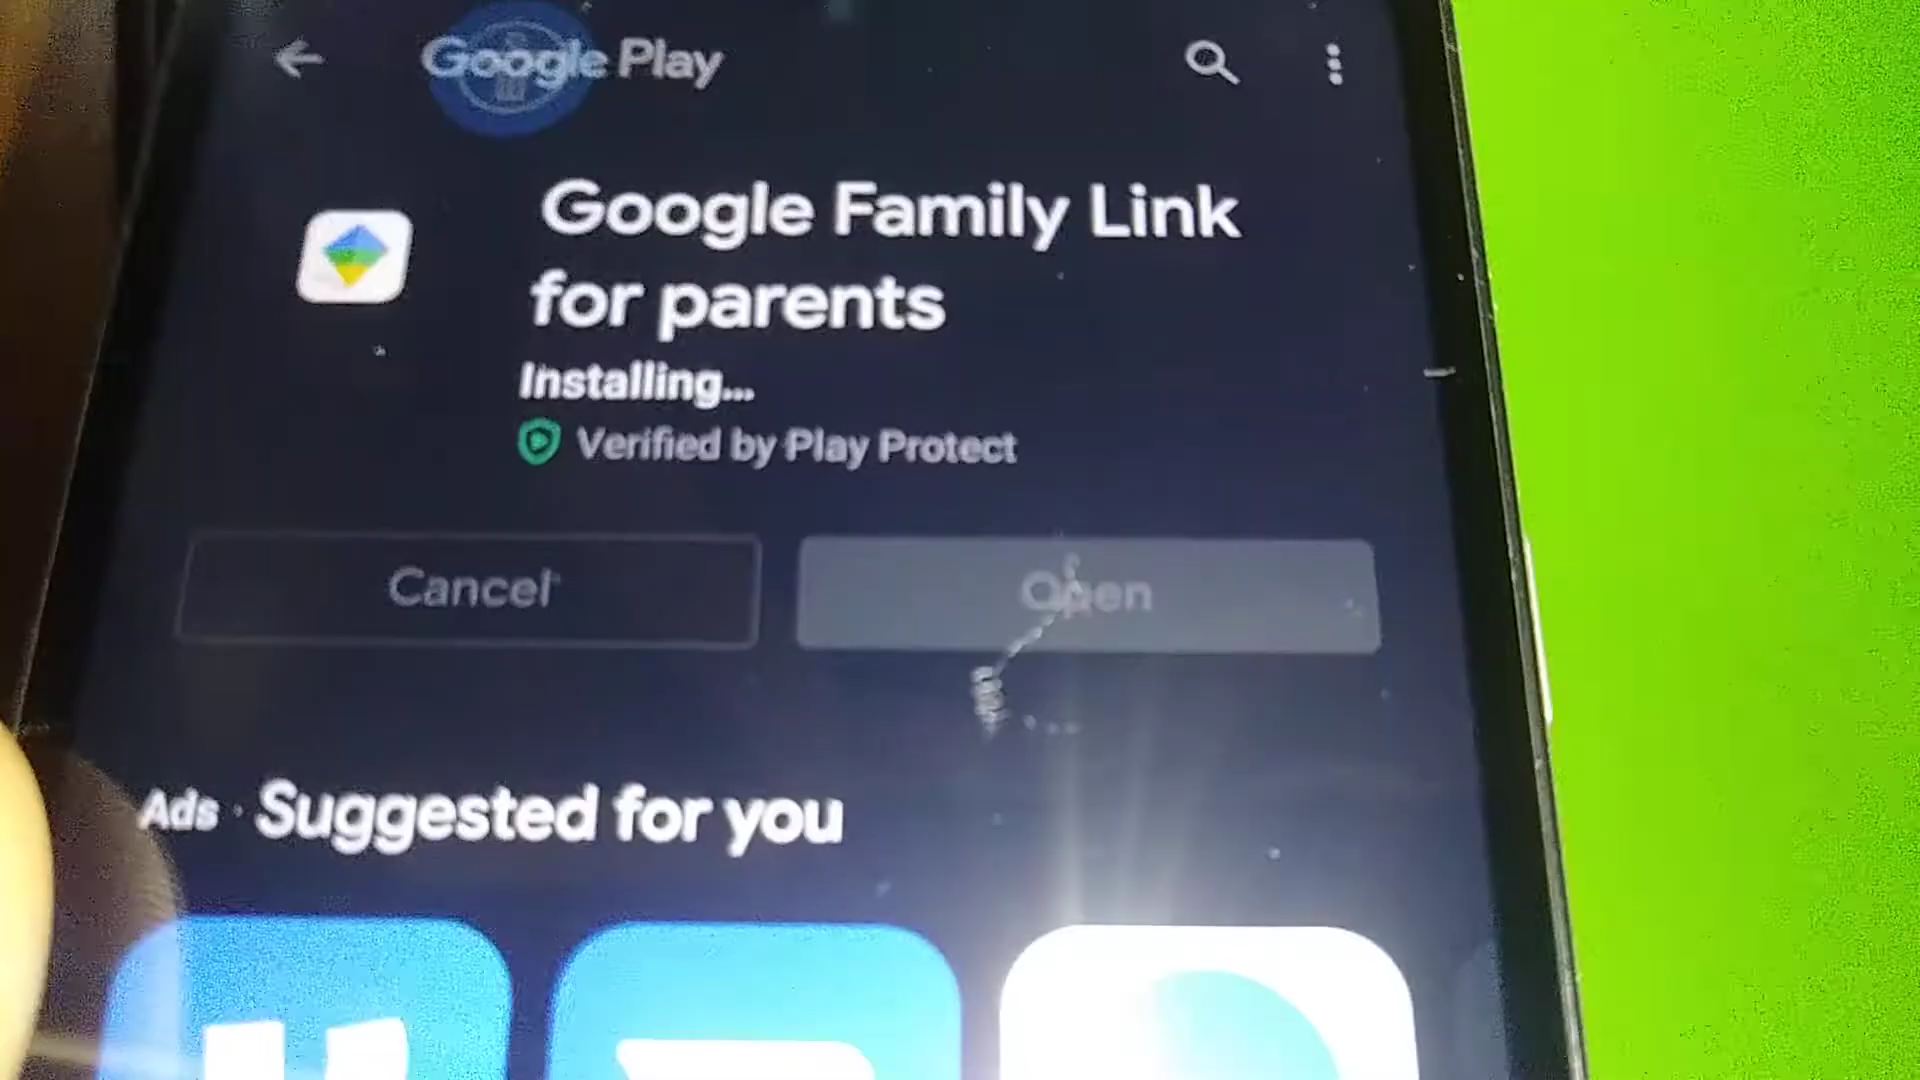 Google Play
Google Family Link
for parents
Installing...
Verified by Play Protect
Cancel
Open
Ads · Suggested for you